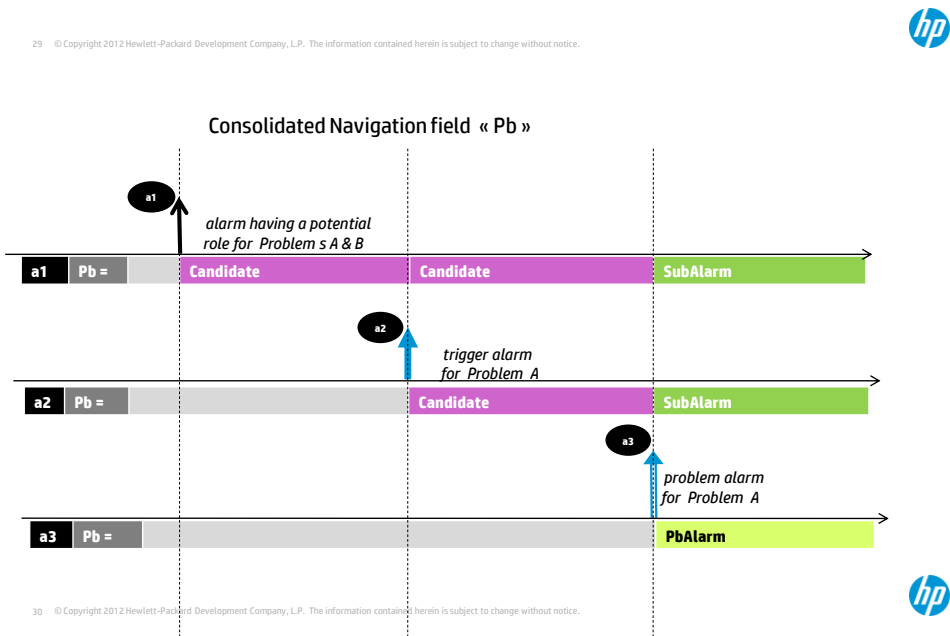 hp
29 © Copyright 2012 Hewlett-Packard Development Company, L.P. The information contained herein is subject to change without notice.
Consolidated Navigation field « Pb »
a1
alarm having a potential
role for Problem s A & B
a1 Pb = Candidate Candidate SubAlarm
a2
trigger alarm
for Problem A
a2 Pb = Candidate SubAlarm
a3
problem alarm
for Problem A
a3 Pb = PbAlarm
hp
30 © Copyright 2012 Hewlett-Packard Development Company, L.P. The information contained herein is subject to change without notice.